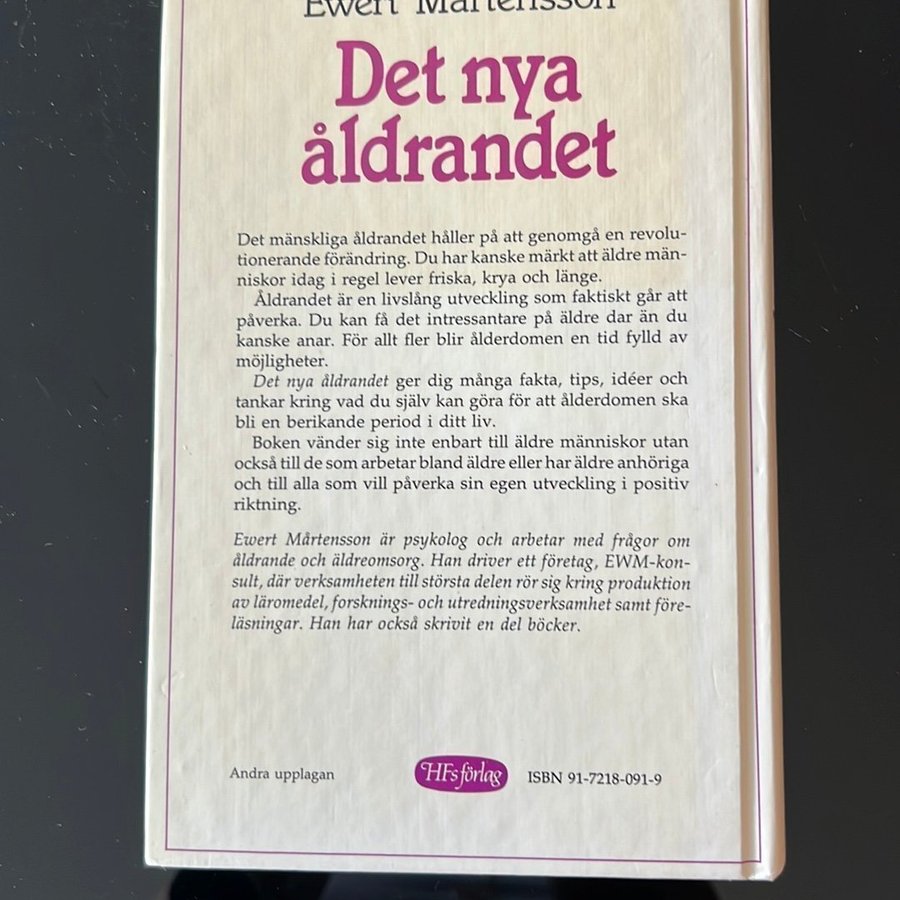 Ewert Mårtensson
Det nya
åldrandet
Det mänskliga åldrandet håller på att genomgå en revolu-
tionerande förändring. Du har kanske märkt att äldre män-
niskor idag i regel lever friska, krya och länge.
Åldrandet är en livslång utveckling som faktiskt går att
påverka. Du kan få det intressantare på äldre dar än du
kanske anar. För allt fler blir ålderdomen en tid fylld av
möjligheter.
Det nya åldrandet ger dig många fakta, tips, idéer och
tankar kring vad du själv kan göra för att ålderdomen ska
bli en berikande period i ditt liv.
Boken vänder sig inte enbart till äldre människor utan
också till de som arbetar bland äldre eller har äldre anhöriga
och till alla som vill påverka sin egen utveckling i positiv
riktning.
Ewert Mårtensson är psykolog och arbetar med frågor om
åldrande och äldreomsorg. Han driver ett företag, EWM-kon-
sult, där verksamheten till största delen rör sig kring produktion
av läromedel, forsknings- och utredningsverksamhet samt före-
läsningar. Han har också skrivit en del böcker.
Andra upplagan
HFs förlag
ISBN 91-7218-091-9